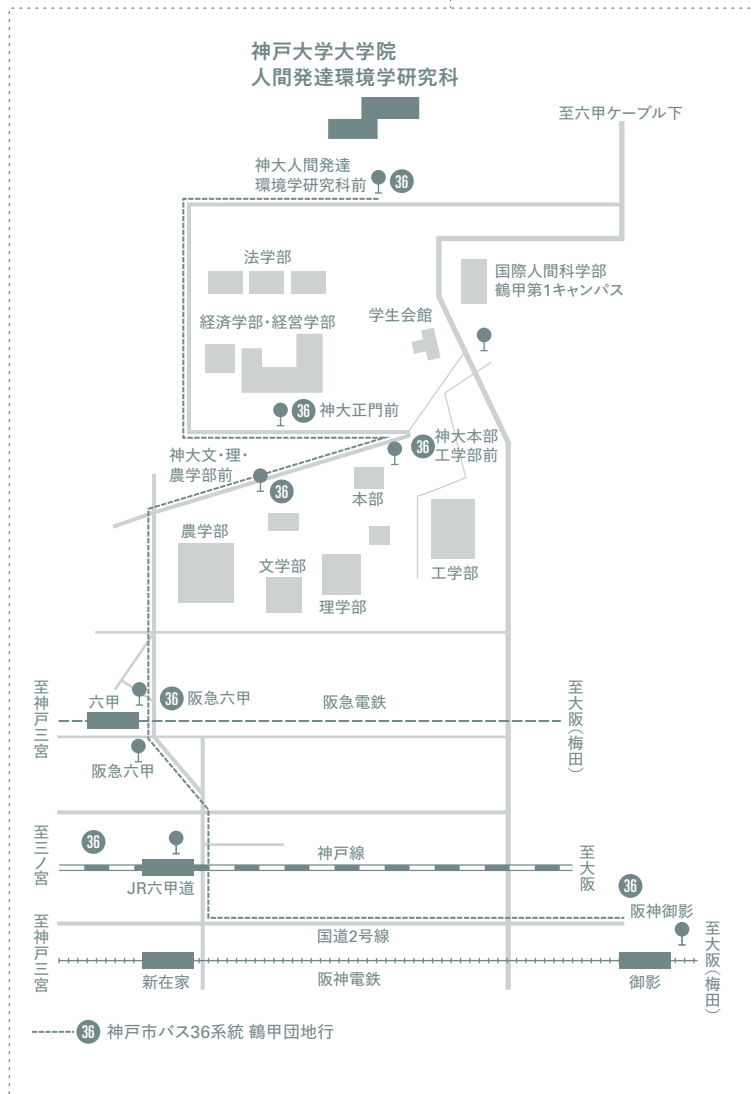 神戸大学大学院
人間発達環境学研究科
至六甲ケーブル下
神大人間発達
環境学研究科前
36
法学部
国際人間科学部
鶴甲第1キャンパス
経済学部・経営学部
学生会館
36
神大正門前
36
神大本部
工学部前
神大文・理・
農学部前
36
本部
農学部
文学部
理学部
工学部
至神戸三宮
六甲
36
阪急六甲
阪急電鉄
至大阪(梅田)
阪急六甲
至三ノ宮
36
神戸線
至大阪
JR六甲道
36
阪神御影
至神戸三宮
国道2号線
至大阪(梅田)
新在家
阪神電鉄
御影
36 神戸市バス36系統 鶴甲団地行